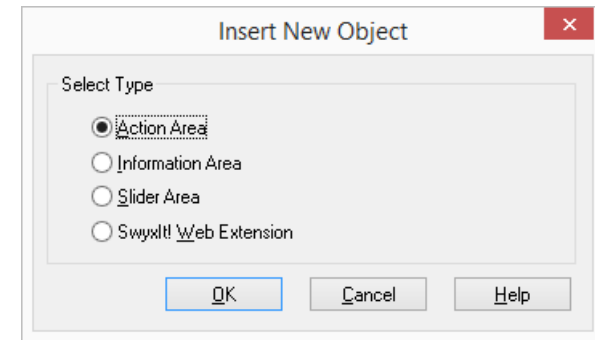 Insert New Object
Select Type
Action Area
Information Area
Slider Area
SwyxIt! Web Extension
OK Cancel Help